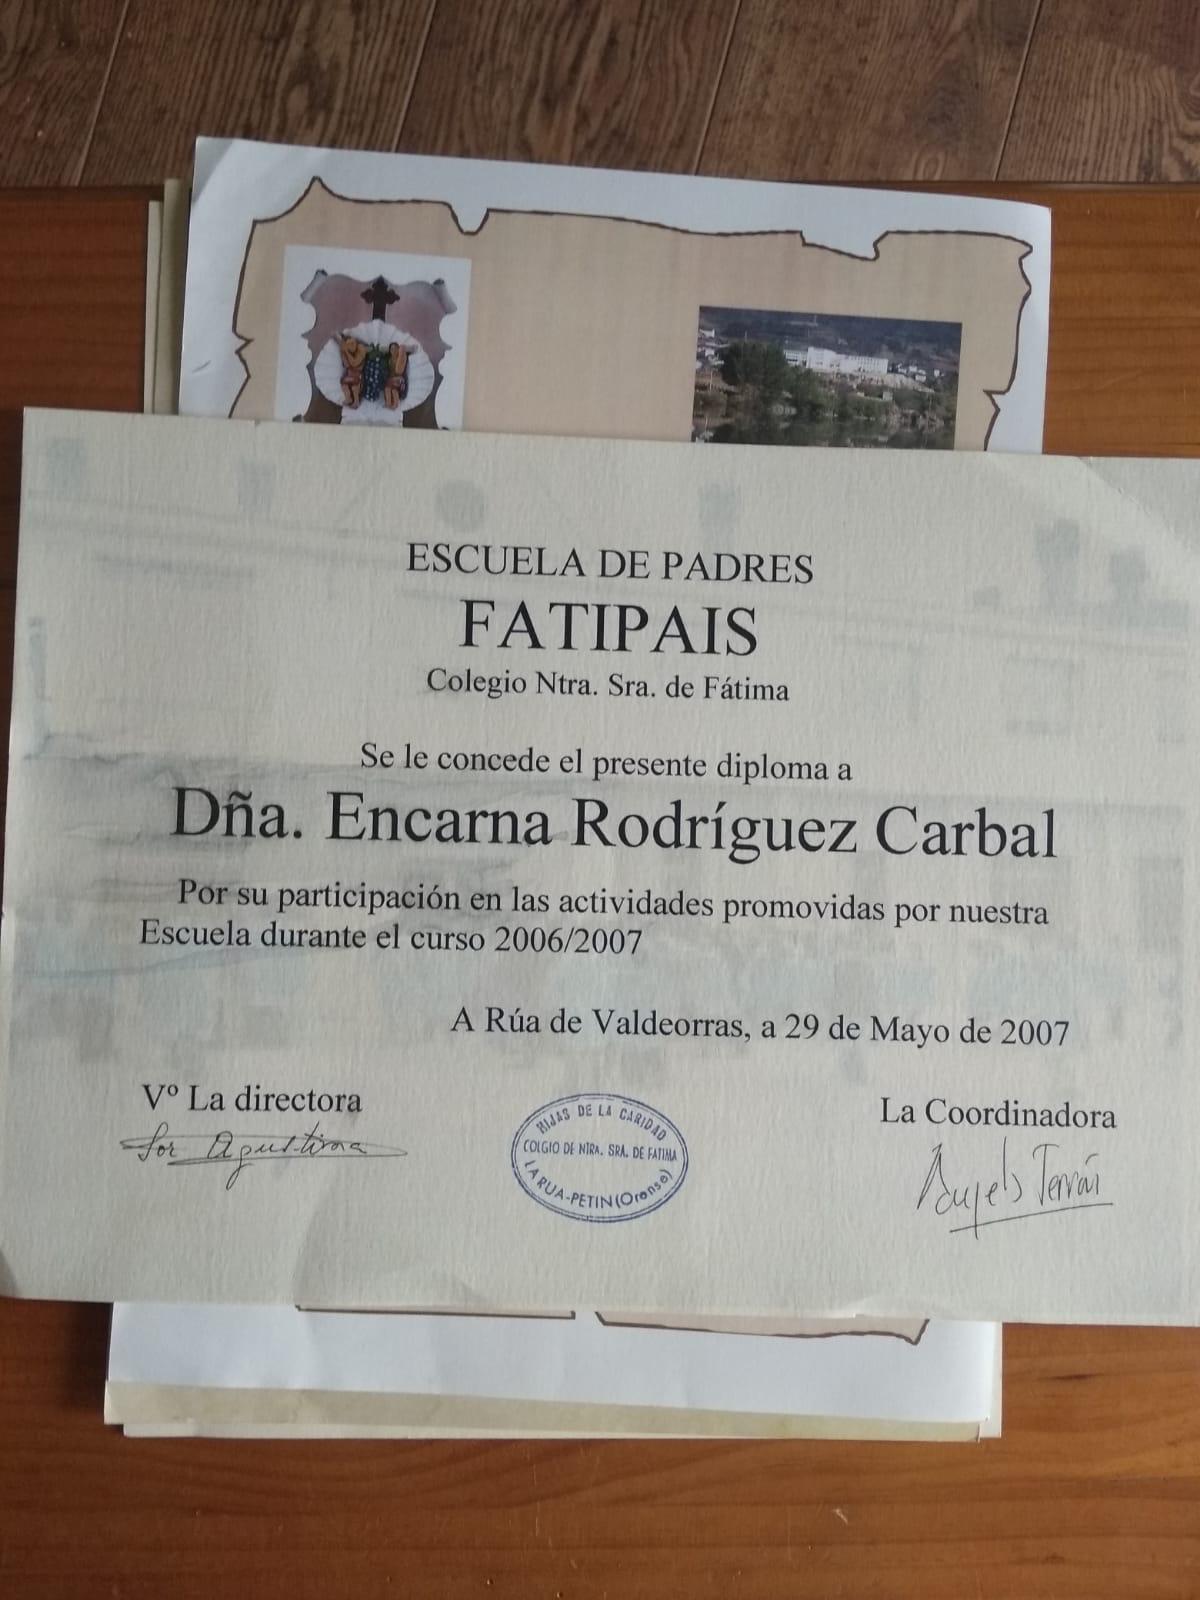 ESCUELA DE PADRES
FATIPAIS
Colegio Ntra. Sra. de Fátima
Se le concede el presente diploma a
Dña. Encarna Rodríguez Carbal
Por su participación en las actividades promovidas por nuestra
Escuela durante el curso 2006/2007
A Rúa de Valdeorras, a 29 de Mayo de 2007
Vº La directora
Sor Agustina
HIJAS DE LA CARIDAD
COLGIO DE NTRA. SRA. DE FATIMA
LA RUA-PETIN (Orense)
La Coordinadora